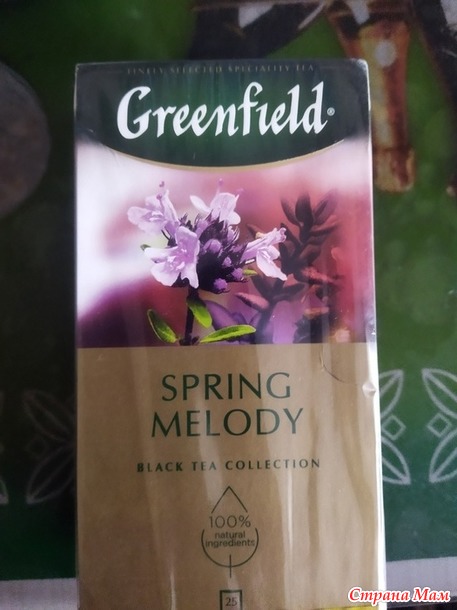 FINELY SELECTED SPECIALITY TEA
Greenfield®
SPRING
MELODY
BLACK TEA COLLECTION
100%
natural
ingredients
25
Страна Мам